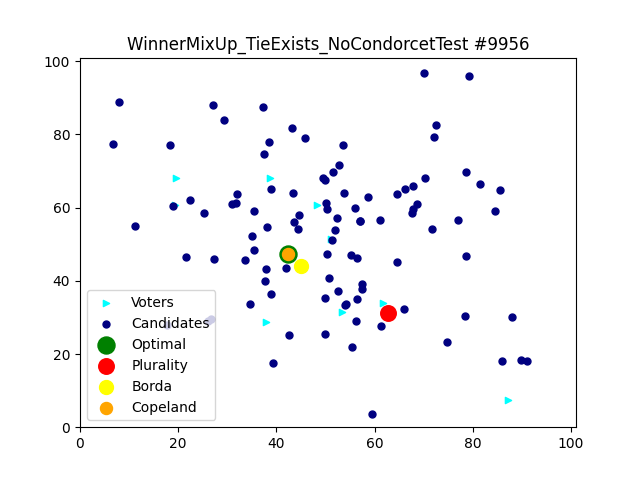 WinnerMixUp_TieExists_NoCondorcetTest #9956
100
80
60
40
20
0
0 20 40 60 80 100
Voters
Candidates
Optimal
Plurality
Borda
Copeland